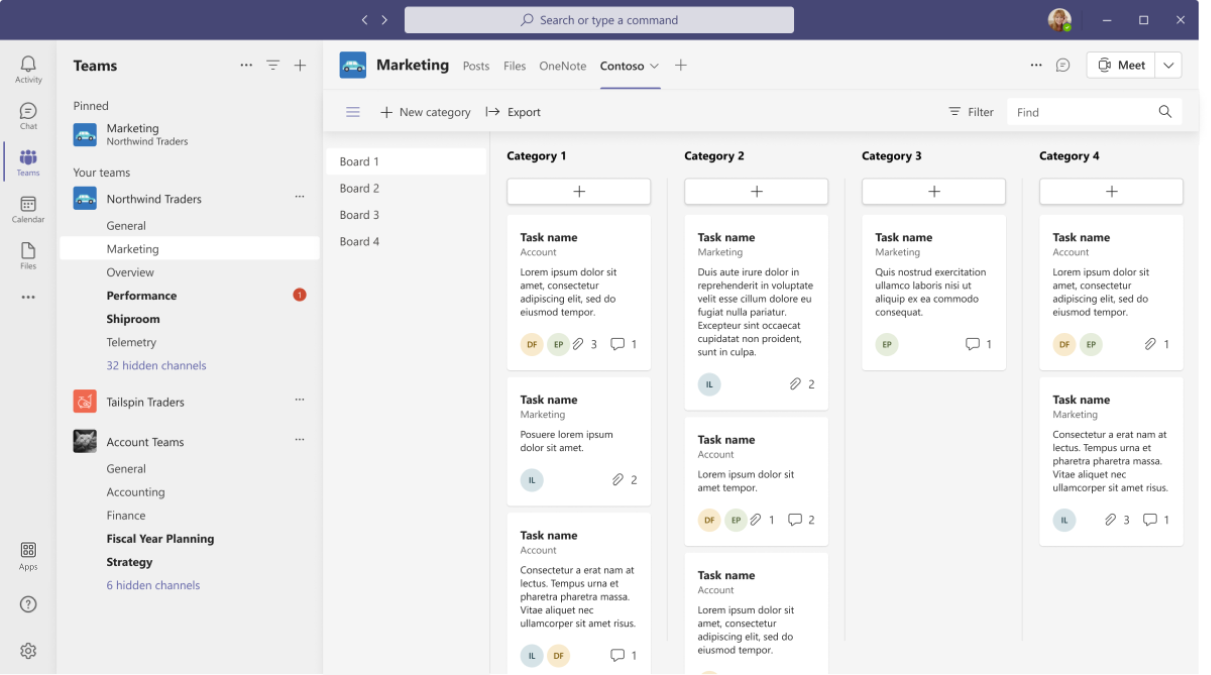 Search or type a command
Activity
Chat
Teams
Calendar
Files
Apps
Teams
Pinned
Marketing
Northwind Traders
Your teams
Northwind Traders
General
Marketing
Overview
Performance
1
Shiproom
Telemetry
32 hidden channels
Tailspin Traders
Account Teams
General
Accounting
Finance
Fiscal Year Planning
Strategy
6 hidden channels
Marketing Posts Files OneNote Contoso
Meet
New category Export
Filter Find
Board 1
Board 2
Board 3
Board 4
Category 1
Task name
Account
Lorem ipsum dolor sit
amet, consectetur
adipiscing elit, sed do
eiusmod tempor.
DF EP 3 1
Task name
Marketing
Posuere lorem ipsum
dolor sit amet.
IL 2
Task name
Account
Consectetur a erat nam at
lectus. Tempus urna et
pharetra pharetra massa.
Vitae aliquet nec
ullamcorper sit amet risus.
IL DF 1
Category 2
Task name
Marketing
Duis aute irure dolor in
reprehenderit in voluptate
velit esse cillum dolore eu
fugiat nulla pariatur.
Excepteur sint occaecat
cupidatat non proident,
sunt in culpa.
IL 2
Task name
Account
Lorem ipsum dolor sit
amet tempor.
DF EP 1 2
Task name
Account
Lorem ipsum dolor sit
amet, consectetur
adipiscing elit, sed do
eiusmod tempor.
Category 3
Task name
Marketing
Quis nostrud exercitation
ullamco laboris nisi ut
aliquip ex ea commodo
consequat.
EP 1
Category 4
Task name
Account
Lorem ipsum dolor sit
amet, consectetur
adipiscing elit, sed do
eiusmod tempor.
DF EP 1
Task name
Marketing
Consectetur a erat nam at
lectus. Tempus urna et
pharetra pharetra massa.
Vitae aliquet nec
ullamcorper sit amet risus.
IL 3 1